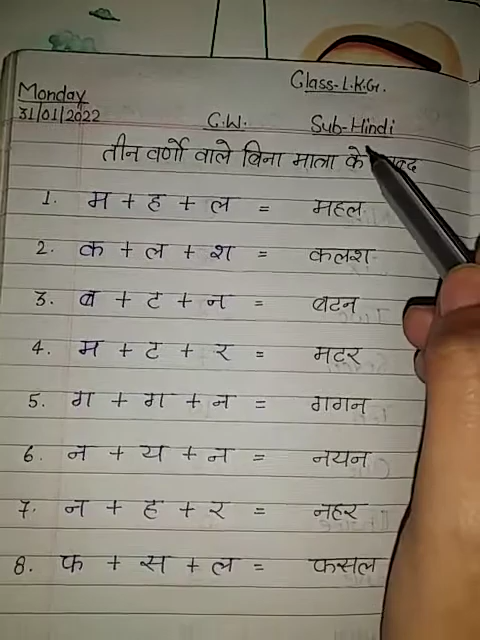 Class-L.K.G.
Monday
31/01/2022
C.W. Sub-Hindi
तीन वर्णो वाले बिना मात्रा के
1. म + ह + ल = महल
2. क + ल + श = कलश
3. ब + ट + न = बटन
4. म + ट + र = मटर
5. ग + ग + न = गगन
6. न + य + न = नयन
7. न + ह + र = नहर
8. फ + स + ल = फसल